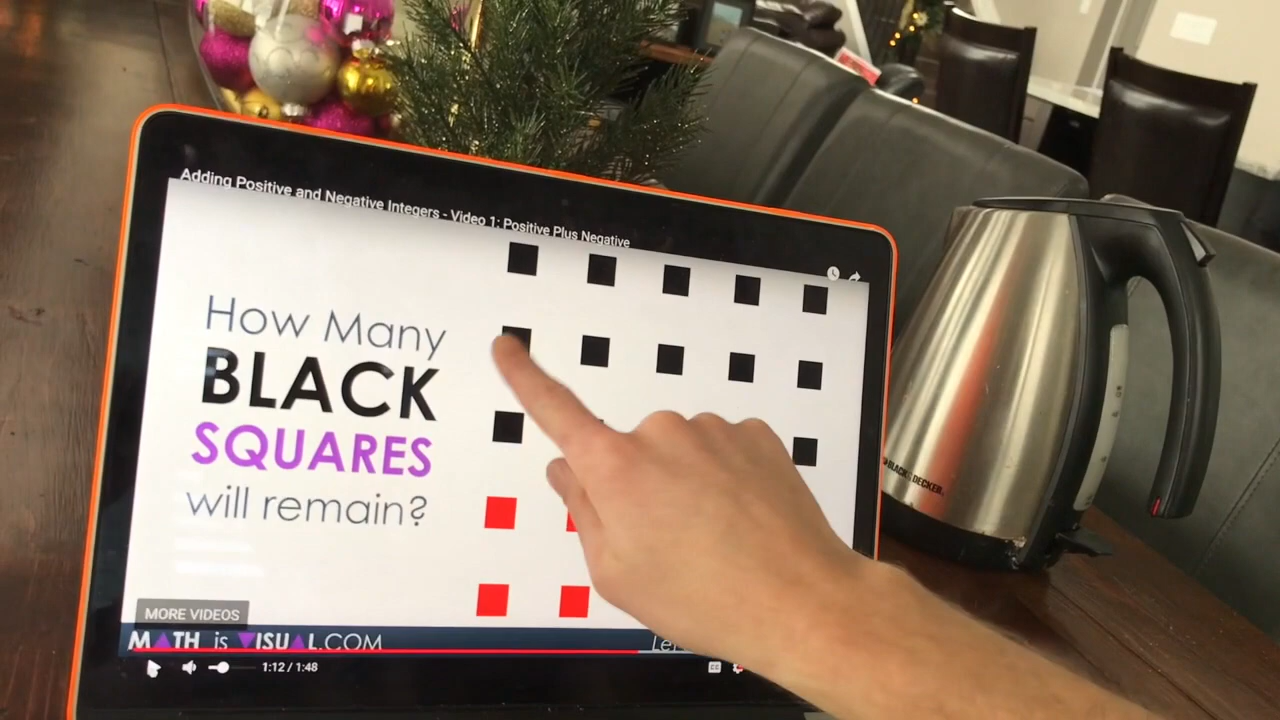 Adding Positive and Negative Integers - Video 1: Positive Plus Negative
How Many
BLACK
SQUARES
will remain?
MORE VIDEOS
MATH is VISUAL.COM
1:12 / 1:48
CC
BLACK & DECKER